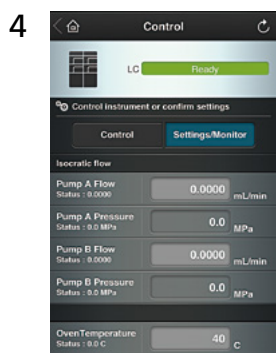 4
Control
LC Ready
Control instrument or confirm settings
Control Settings/Monitor
Isocratic flow
Pump A Flow 0.0000 mL/min
Status : 0.0000
Pump A Pressure 0.0 MPa
Status : 0.0 MPa
Pump B Flow 0.0000 mL/min
Status : 0.0000
Pump B Pressure 0.0 MPa
Status : 0.0 MPa
OvenTemperature 40 C
Status : 0.0 C